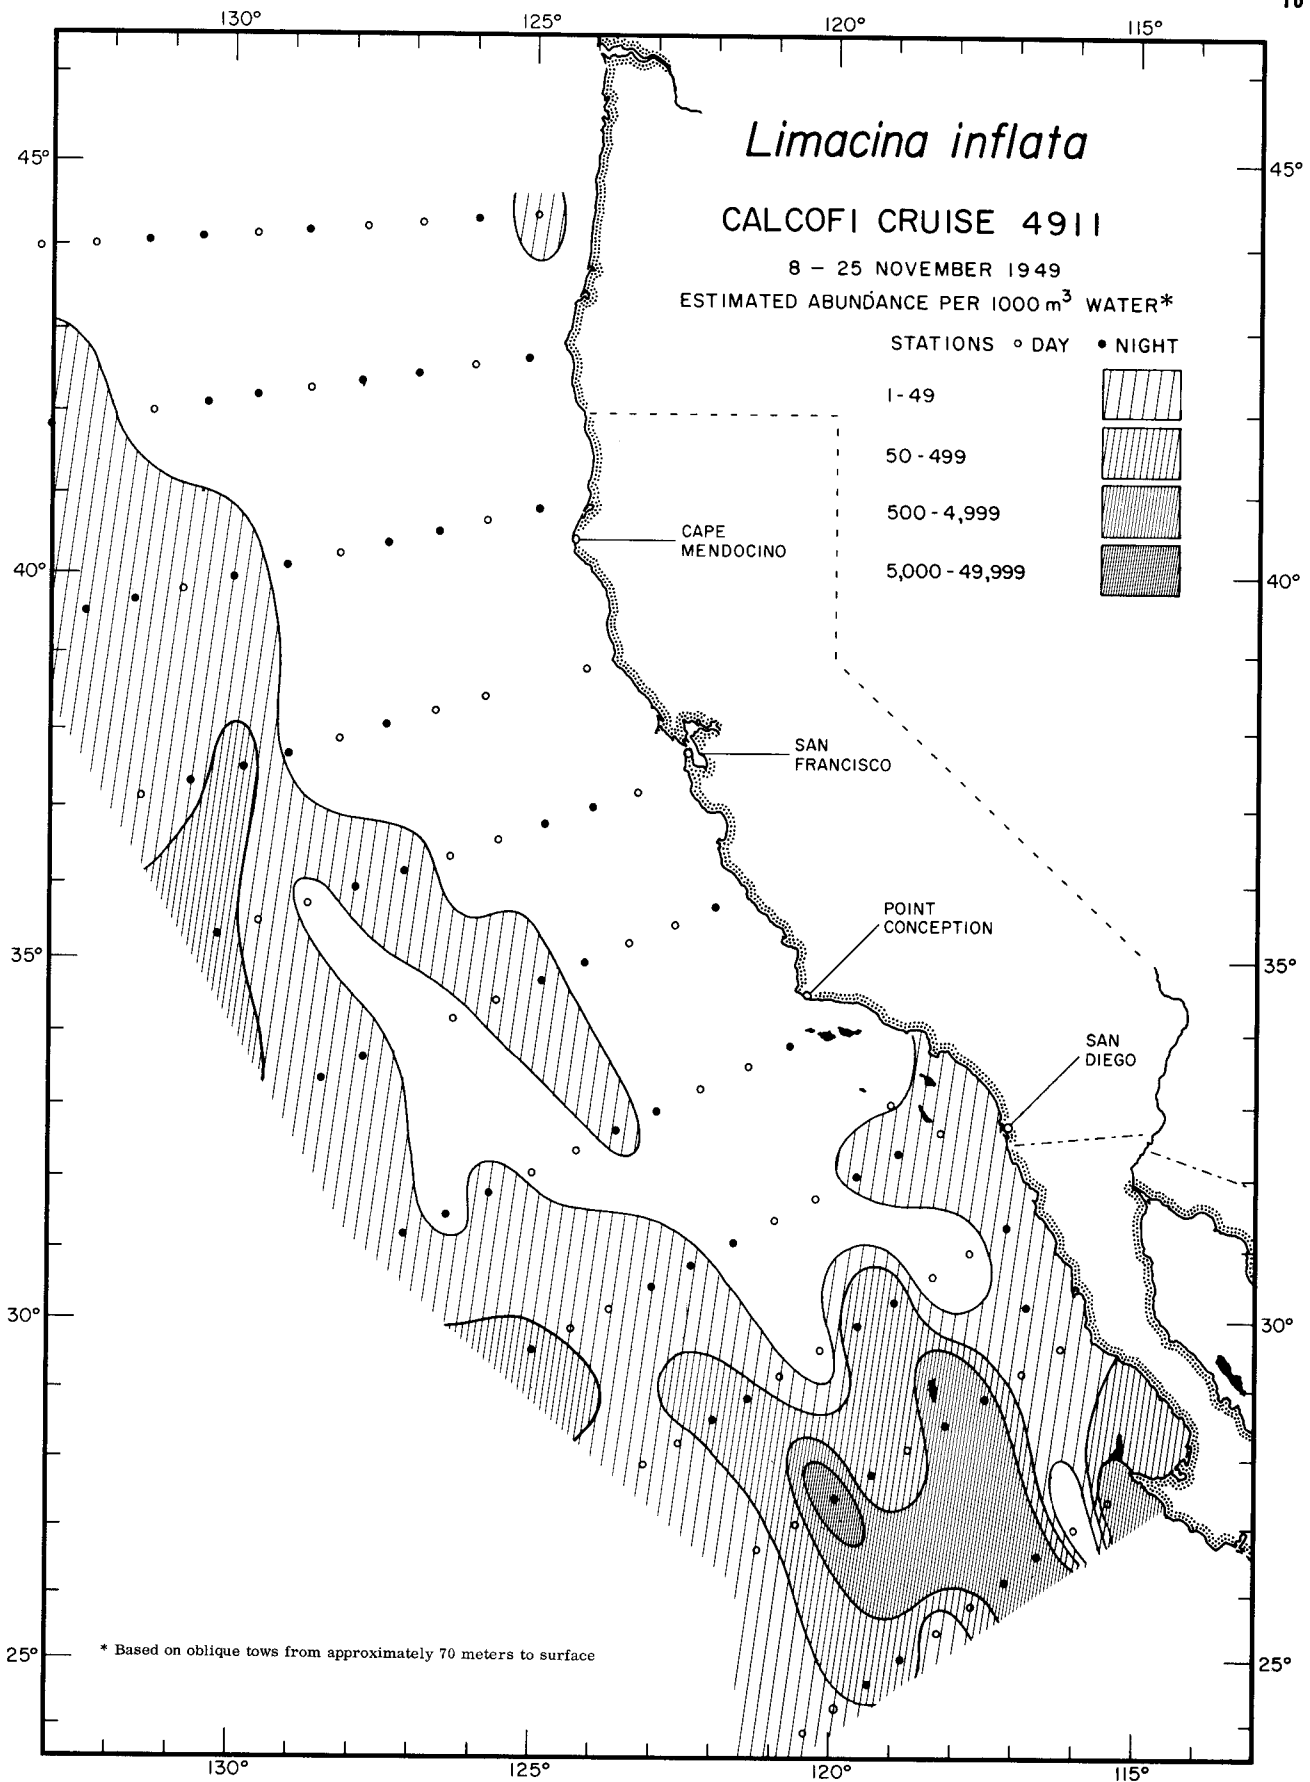 130°
125°
120°
115°
45°
45°
Limacina inflata
CALCOFI CRUISE 4911
8 – 25 NOVEMBER 1949
ESTIMATED ABUNDANCE PER 1000 m³ WATER*
STATIONS ○ DAY ● NIGHT
1-49
50-499
500-4,999
5,000-49,999
CAPE
MENDOCINO
40°
40°
SAN
FRANCISCO
POINT
CONCEPTION
35°
35°
SAN
DIEGO
30°
30°
* Based on oblique tows from approximately 70 meters to surface
25°
25°
130°
125°
120°
115°